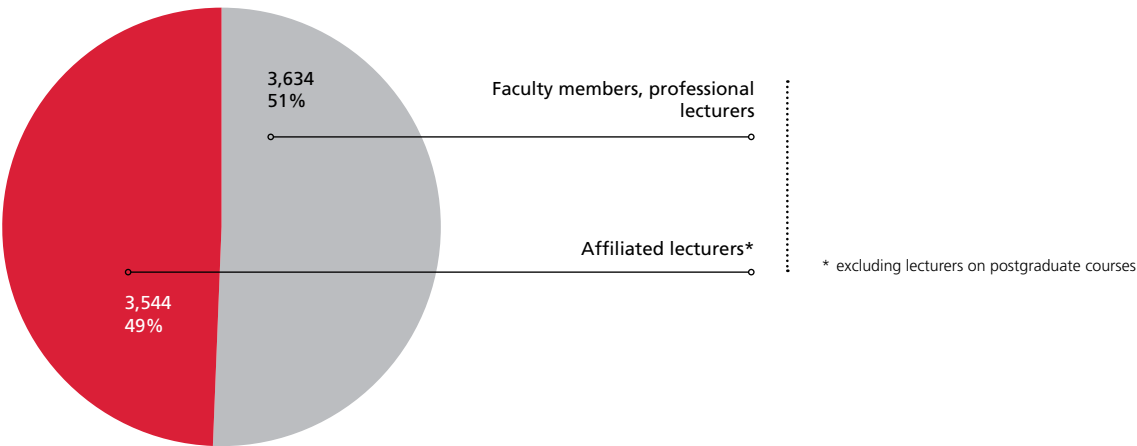 3,634
51%
Faculty members, professional
lecturers
Affiliated lecturers*
3,544
49%
* excluding lecturers on postgraduate courses